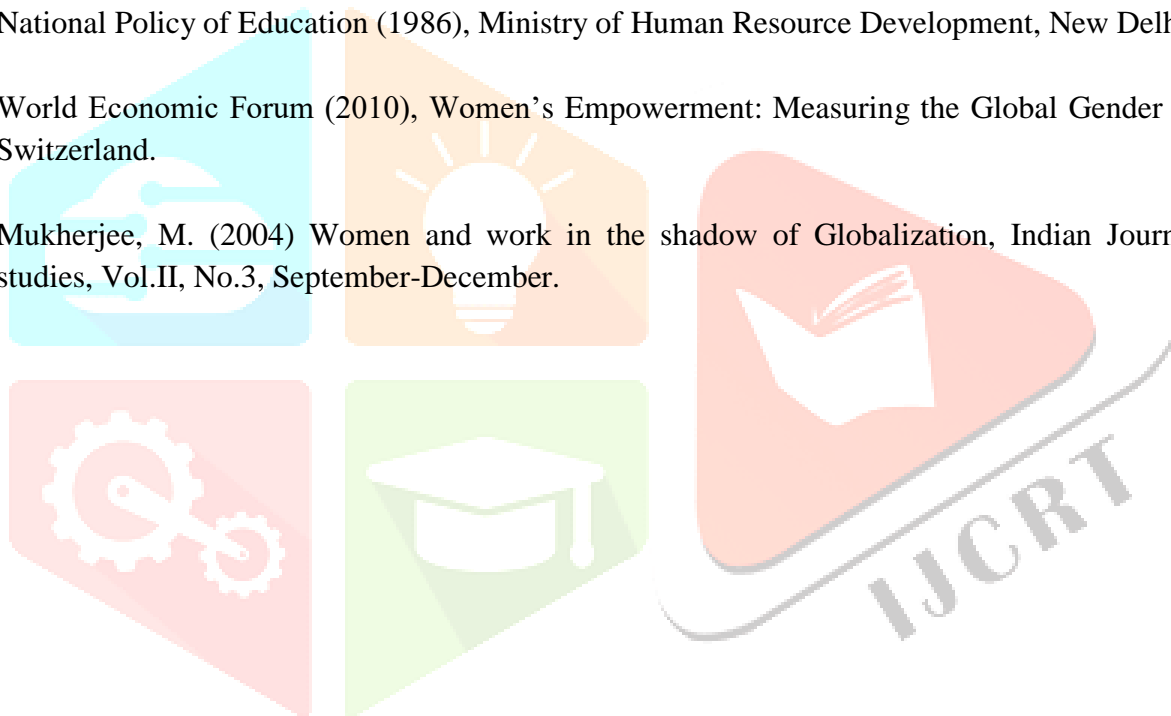 National Policy of Education (1986), Ministry of Human Resource Development, New Delh
World Economic Forum (2010), Women’s Empowerment: Measuring the Global Gender
Switzerland.
Mukherjee, M. (2004) Women and work in the shadow of Globalization, Indian Journ
studies, Vol.II, No.3, September-December.
IJCRT